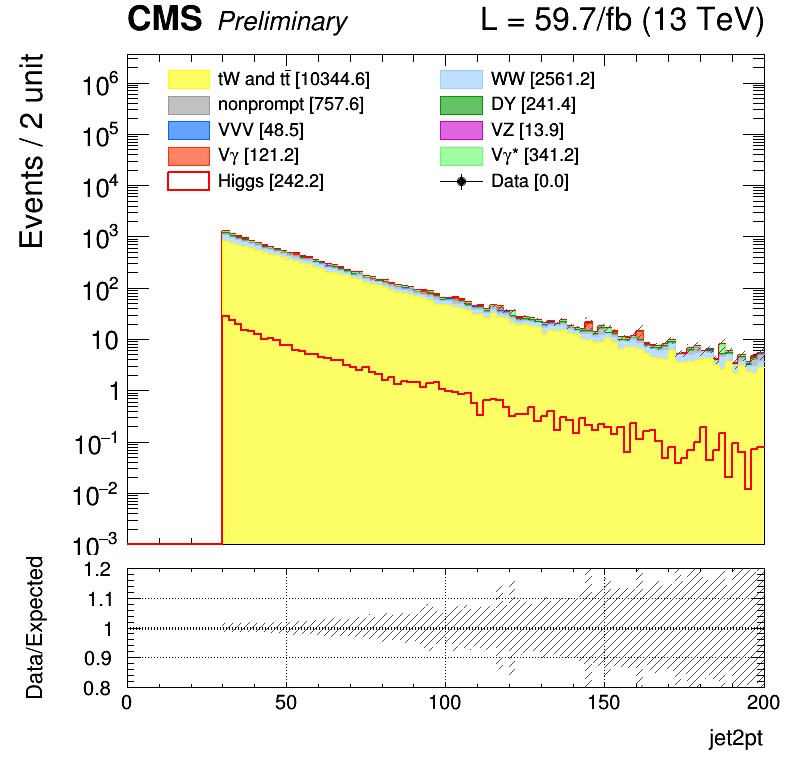 CMS Preliminary L = 59.7/fb (13 TeV)
Events / 2 unit
10⁶
10⁵
10⁴
10³
10²
10
1
10⁻¹
10⁻²
10⁻³
tW and tt̄ [10344.6] WW [2561.2]
nonprompt [757.6] DY [241.4]
VVV [48.5] VZ [13.9]
Vγ [121.2] Vγ* [341.2]
Higgs [242.2] Data [0.0]
Data/Expected
1.2
1.1
1
0.9
0.8
0 50 100 150 200
jet2pt